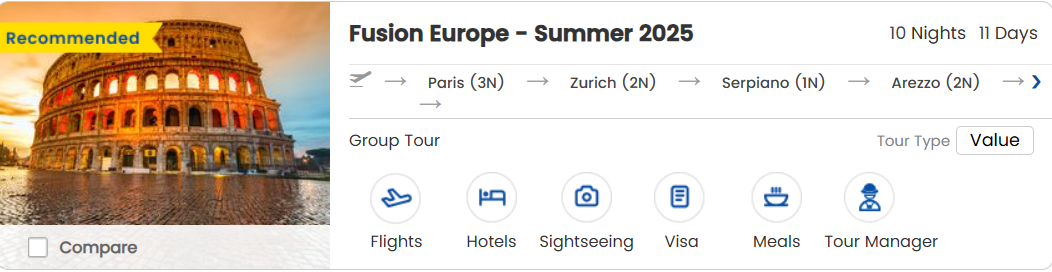 Recommended
Fusion Europe - Summer 2025
10 Nights 11 Days
Paris (3N) Zurich (2N) Serpiano (1N) Arezzo (2N)
Group Tour
Tour Type Value
Flights Hotels Sightseeing Visa Meals Tour Manager
Compare